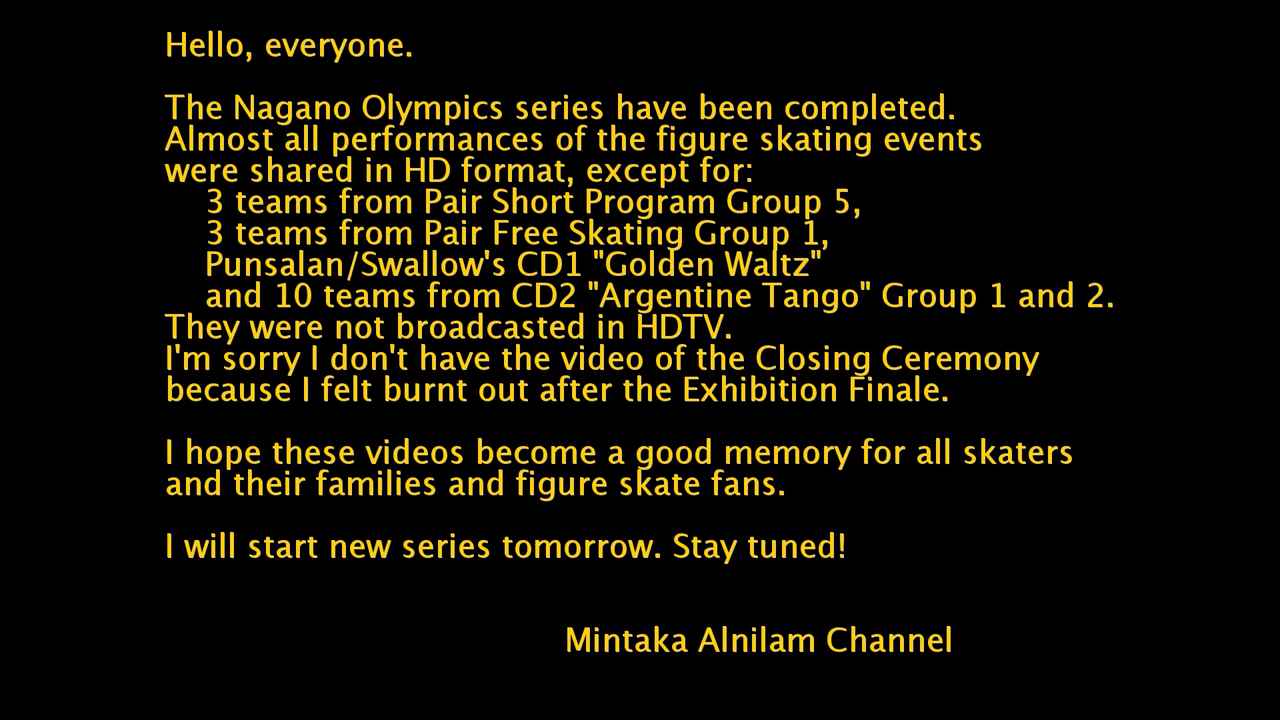 Hello, everyone.
The Nagano Olympics series have been completed.
Almost all performances of the figure skating events
were shared in HD format, except for:
3 teams from Pair Short Program Group 5,
3 teams from Pair Free Skating Group 1,
Punsalan/Swallow's CD1 "Golden Waltz"
and 10 teams from CD2 "Argentine Tango" Group 1 and 2.
They were not broadcasted in HDTV.
I'm sorry I don't have the video of the Closing Ceremony
because I felt burnt out after the Exhibition Finale.
I hope these videos become a good memory for all skaters
and their families and figure skate fans.
I will start new series tomorrow. Stay tuned!
Mintaka Alnilam Channel